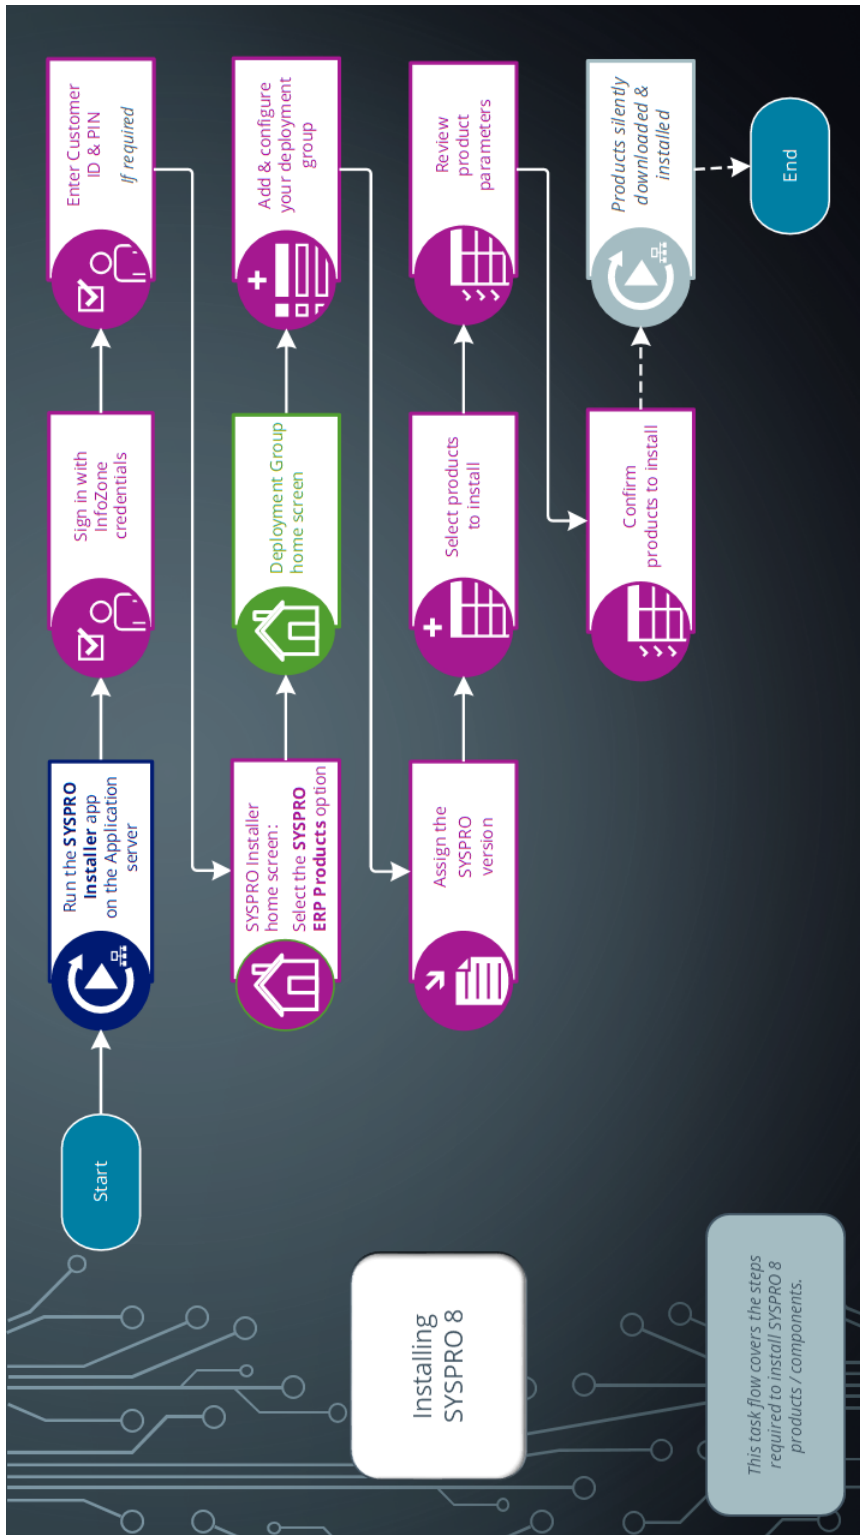 Installing
SYSPRO 8
This task flow covers the steps
required to install SYSPRO 8
products / components.
Start
Run the SYSPRO
Installer app
on the Application
server
Sign in with
InfoZone
credentials
Enter Customer
ID & PIN
If required
SYSPRO Installer
home screen:
Select the SYSPRO
ERP Products option
Deployment Group
home screen
Add & configure
your deployment
group
Assign the
SYSPRO
version
Select products
to install
Review
product
parameters
Confirm
products to install
Products silently
downloaded &
installed
End